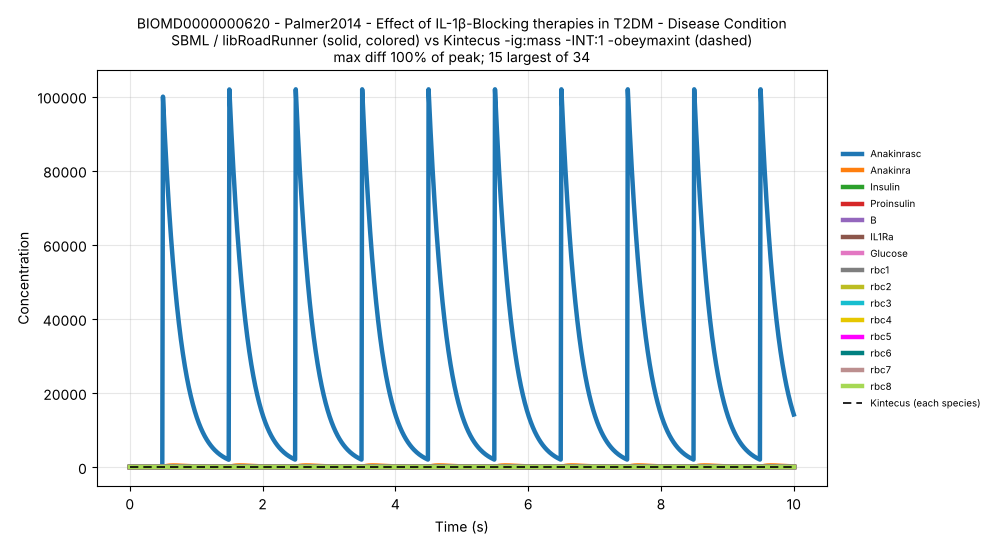 BIOMD0000000620 - Palmer2014 - Effect of IL-1β-Blocking therapies in T2DM - Disease Condition
SBML / libRoadRunner (solid, colored) vs Kintecus -ig:mass -INT:1 -obeymaxint (dashed)
max diff 100% of peak; 15 largest of 34
Concentration
100000
80000
60000
40000
20000
0
0
2
4
6
8
10
Time (s)
Anakinrasc
Anakinra
Insulin
Proinsulin
B
IL1Ra
Glucose
rbc1
rbc2
rbc3
rbc4
rbc5
rbc6
rbc7
rbc8
Kintecus (each species)